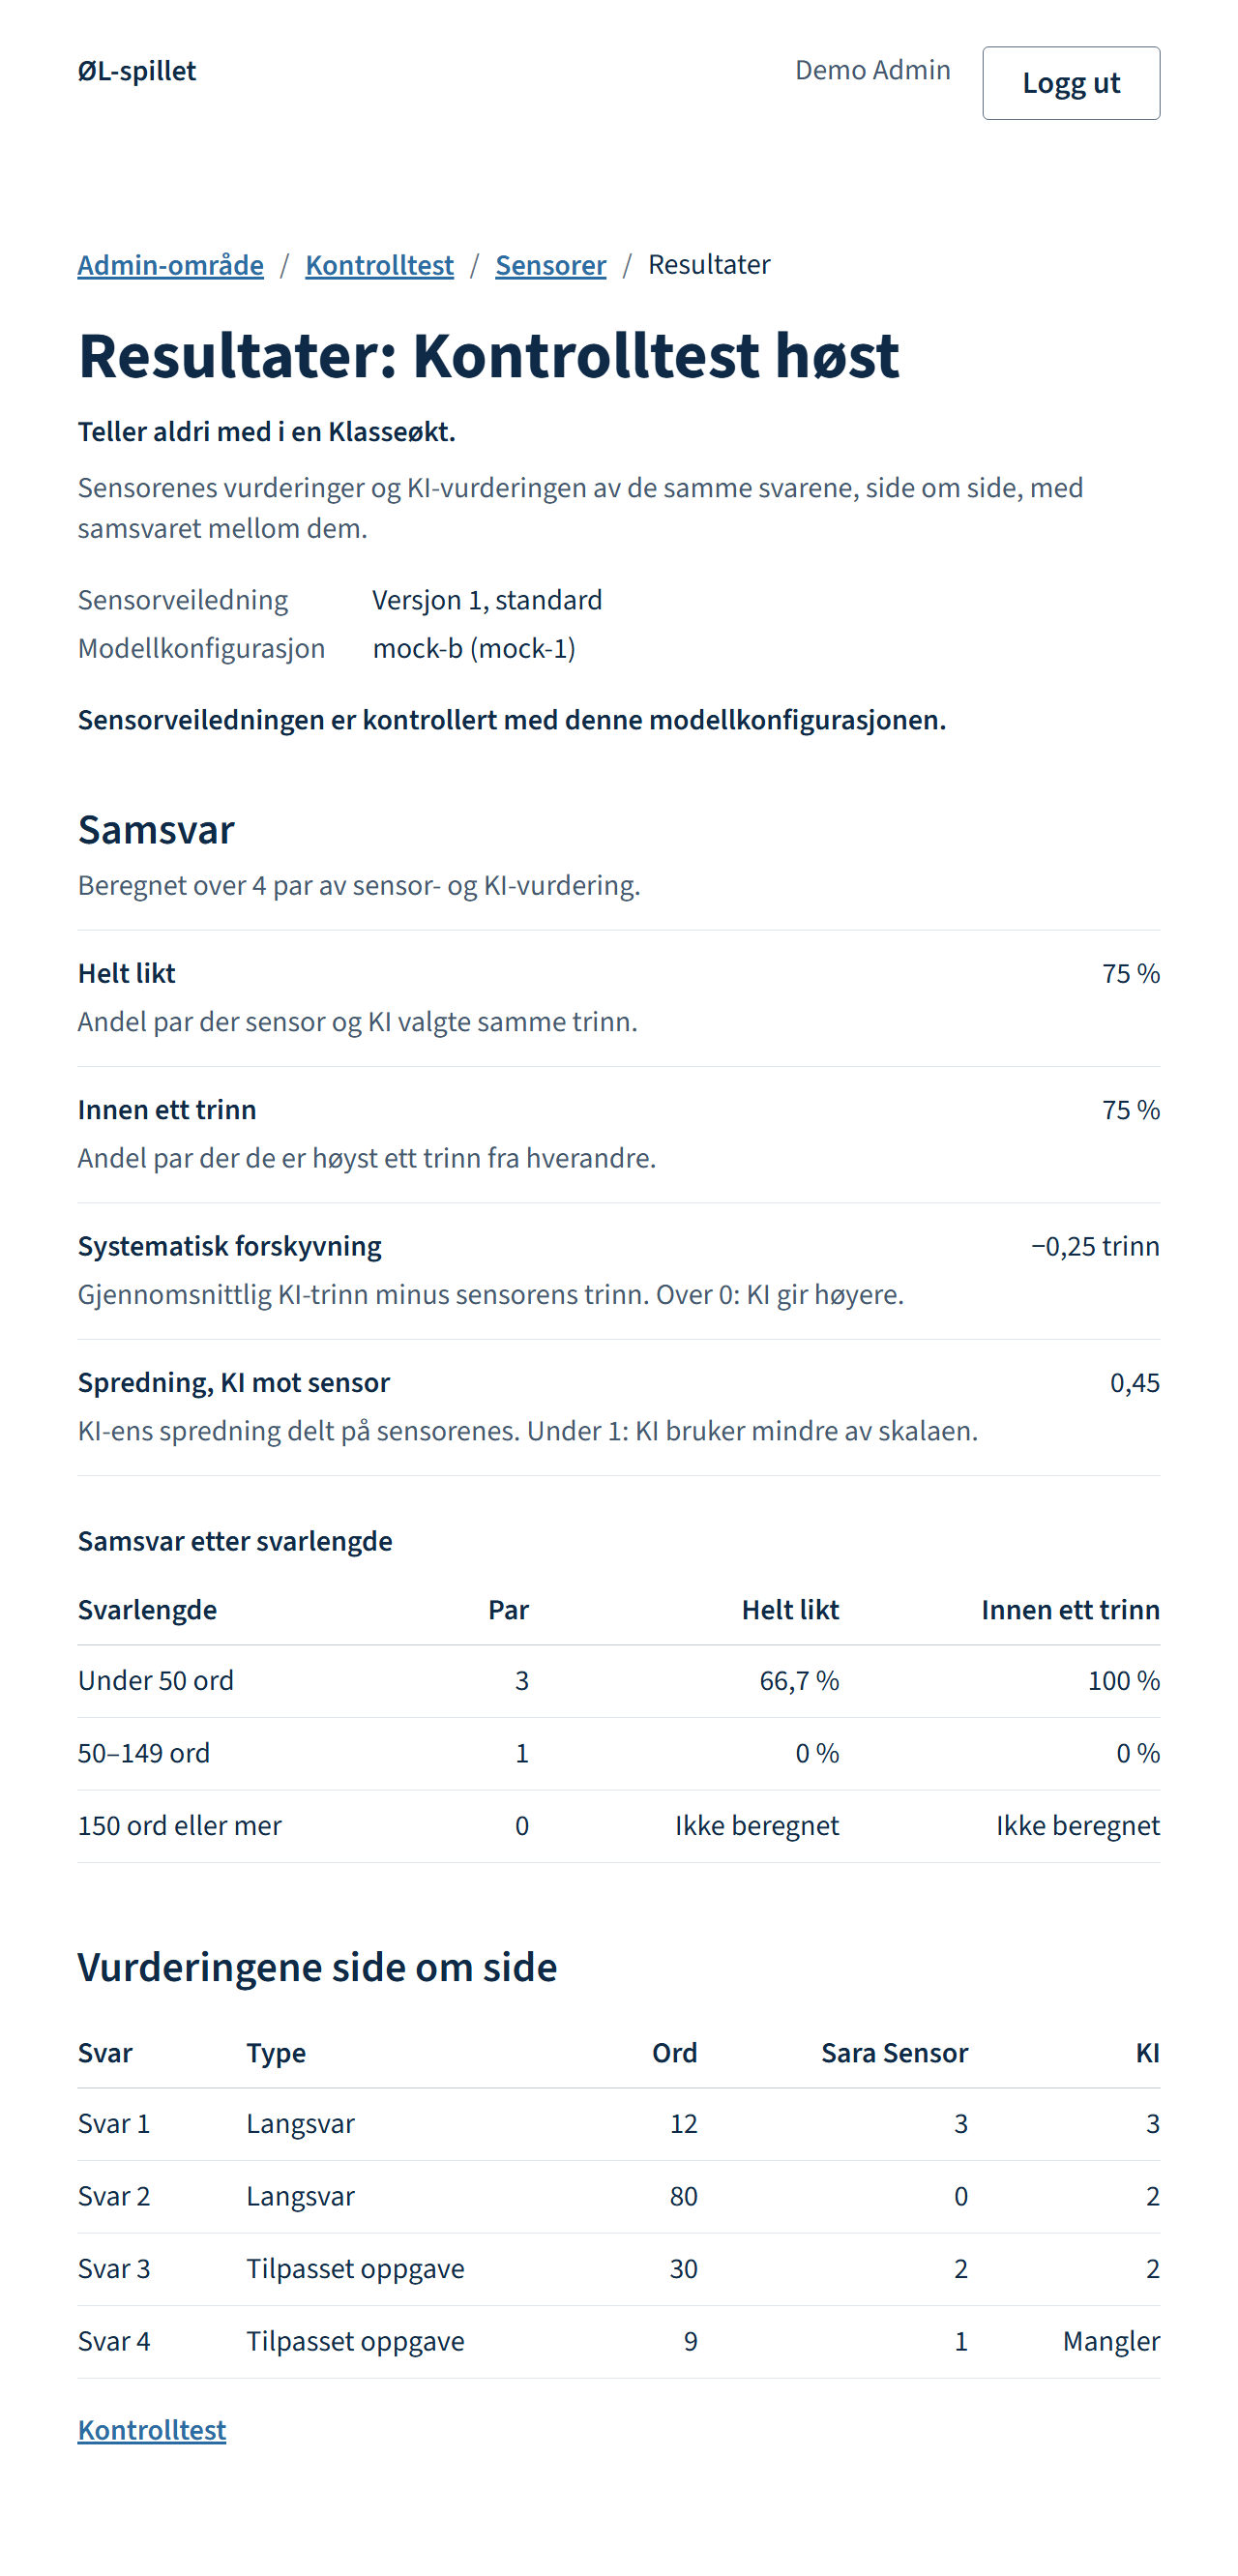 ØL-spillet
Demo Admin
Logg ut
Admin-område / Kontrolltest / Sensorer / Resultater
Resultater: Kontrolltest høst
Teller aldri med i en Klasseøkt.
Sensorenes vurderinger og KI-vurderingen av de samme svarene, side om side, med
samsvaret mellom dem.
Sensorveiledning Versjon 1, standard
Modellkonfigurasjon mock-b (mock-1)
Sensorveiledningen er kontrollert med denne modellkonfigurasjonen.
Samsvar
Beregnet over 4 par av sensor- og KI-vurdering.
Helt likt 75 %
Andel par der sensor og KI valgte samme trinn.
Innen ett trinn 75 %
Andel par der de er høyst ett trinn fra hverandre.
Systematisk forskyvning −0,25 trinn
Gjennomsnittlig KI-trinn minus sensorens trinn. Over 0: KI gir høyere.
Spredning, KI mot sensor 0,45
KI-ens spredning delt på sensorenes. Under 1: KI bruker mindre av skalaen.
Samsvar etter svarlengde
Svarlengde Par Helt likt Innen ett trinn
Under 50 ord 3 66,7 % 100 %
50–149 ord 1 0 % 0 %
150 ord eller mer 0 Ikke beregnet Ikke beregnet
Vurderingene side om side
Svar Type Ord Sara Sensor KI
Svar 1 Langsvar 12 3 3
Svar 2 Langsvar 80 0 2
Svar 3 Tilpasset oppgave 30 2 2
Svar 4 Tilpasset oppgave 9 1 Mangler
Kontrolltest